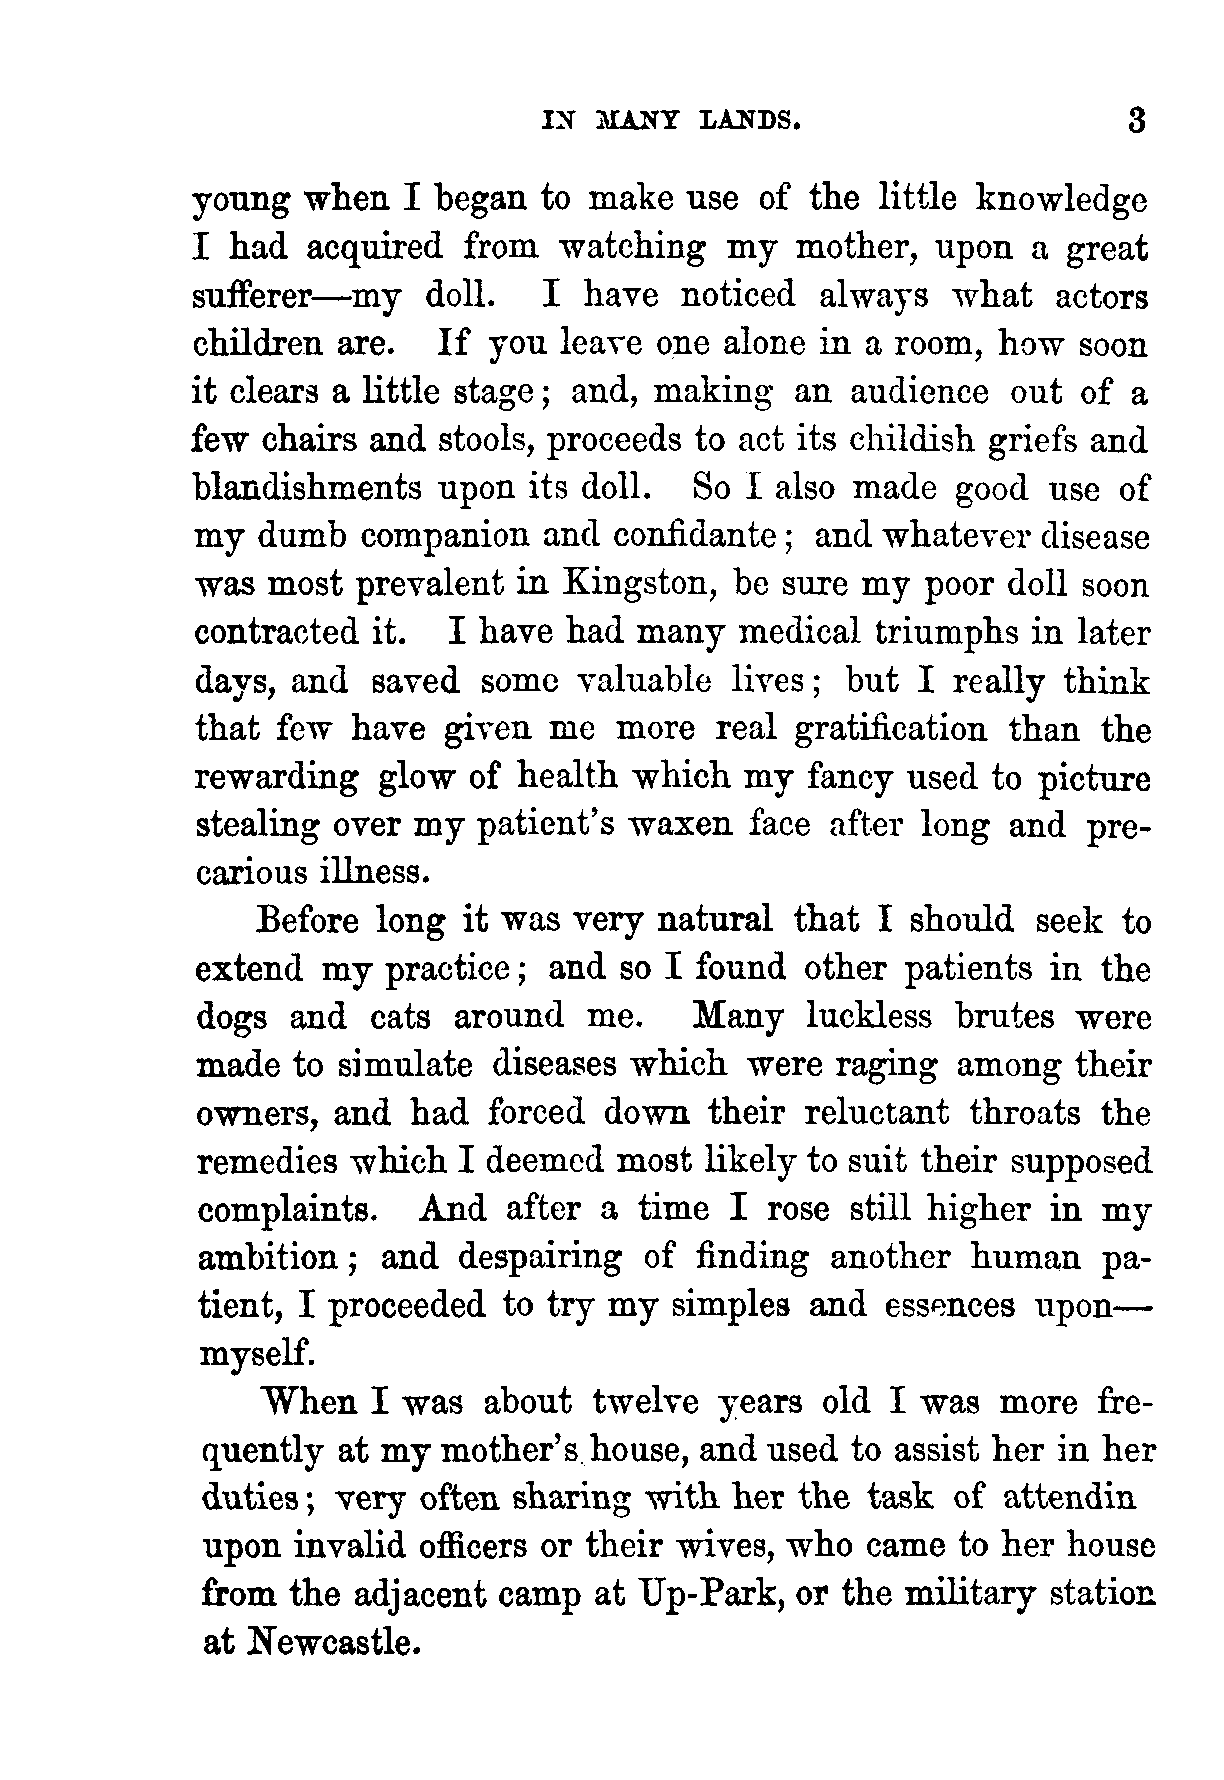 IN MANY LANDS. 3
young when I began to make use of the little knowledge
I had acquired from watching my mother, upon a great
sufferer—my doll. I have noticed always what actors
children are. If you leave one alone in a room, how soon
it clears a little stage; and, making an audience out of a
few chairs and stools, proceeds to act its childish griefs and
blandishments upon its doll. So I also made good use of
my dumb companion and confidante; and whatever disease
was most prevalent in Kingston, be sure my poor doll soon
contracted it. I have had many medical triumphs in later
days, and saved some valuable lives; but I really think
that few have given me more real gratification than the
rewarding glow of health which my fancy used to picture
stealing over my patient's waxen face after long and pre-
carious illness.
Before long it was very natural that I should seek to
extend my practice; and so I found other patients in the
dogs and cats around me. Many luckless brutes were
made to simulate diseases which were raging among their
owners, and had forced down their reluctant throats the
remedies which I deemed most likely to suit their supposed
complaints. And after a time I rose still higher in my
ambition; and despairing of finding another human pa-
tient, I proceeded to try my simples and essences upon—
myself.
When I was about twelve years old I was more fre-
quently at my mother's house, and used to assist her in her
duties; very often sharing with her the task of attendin
upon invalid officers or their wives, who came to her house
from the adjacent camp at Up-Park, or the military station
at Newcastle.